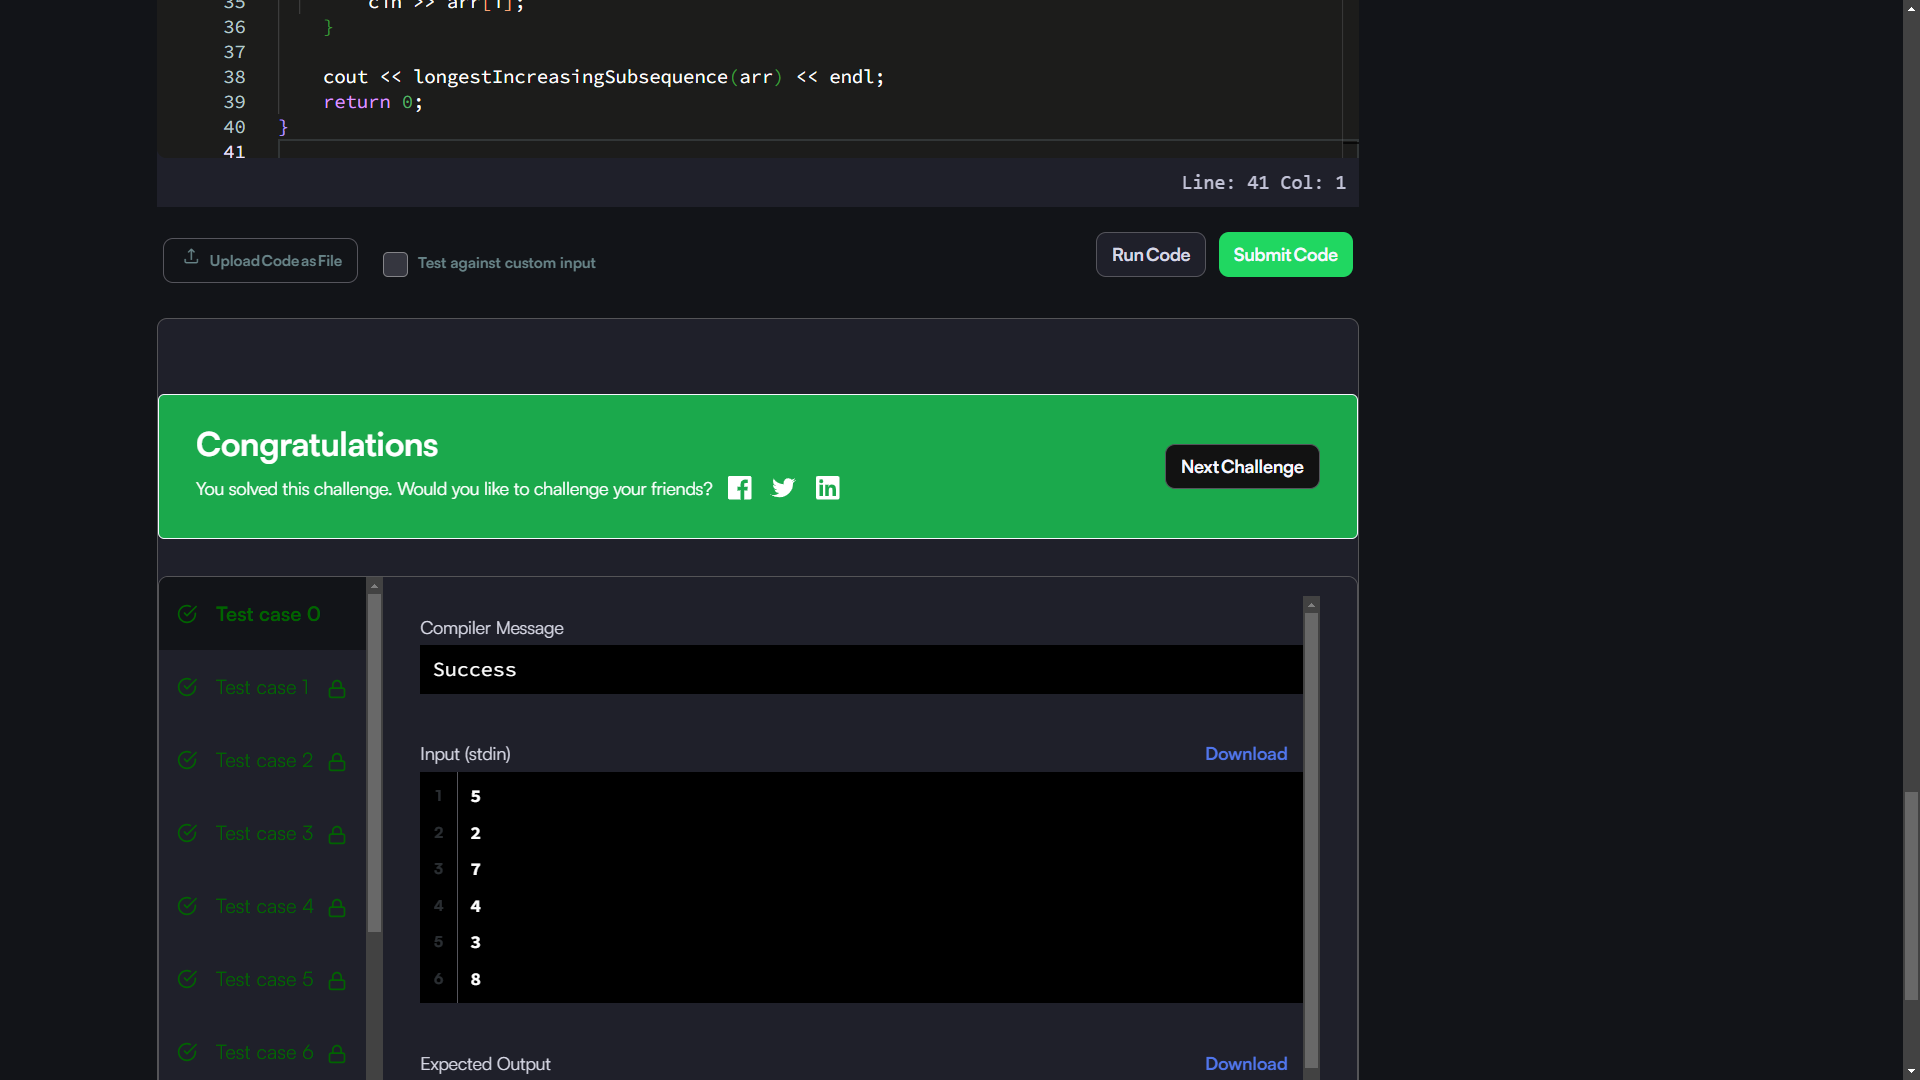 35 cin >> arr[i];
36 }
37
38 cout << longestIncreasingSubsequence(arr) << endl;
39 return 0;
40 }
41
Line: 41 Col: 1
Upload Code as File
Test against custom input
Run Code
Submit Code
Congratulations
You solved this challenge. Would you like to challenge your friends?
Next Challenge
Test case 0
Test case 1
Test case 2
Test case 3
Test case 4
Test case 5
Test case 6
Compiler Message
Success
Input (stdin)
Download
1 5
2 2
3 7
4 4
5 3
6 8
Expected Output
Download